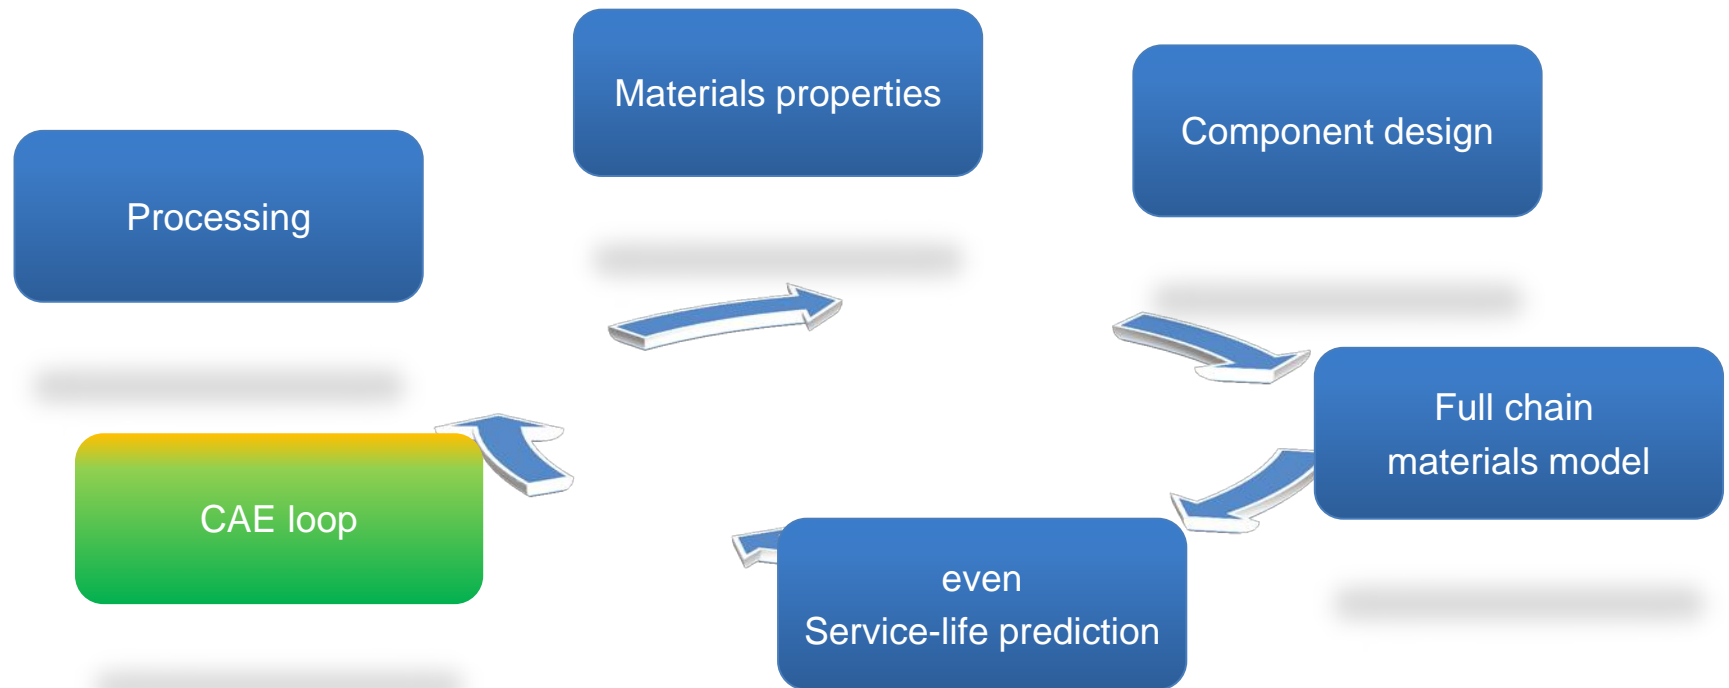 Materials properties
Component design
Processing
Full chain
materials model
CAE loop
even
Service-life prediction